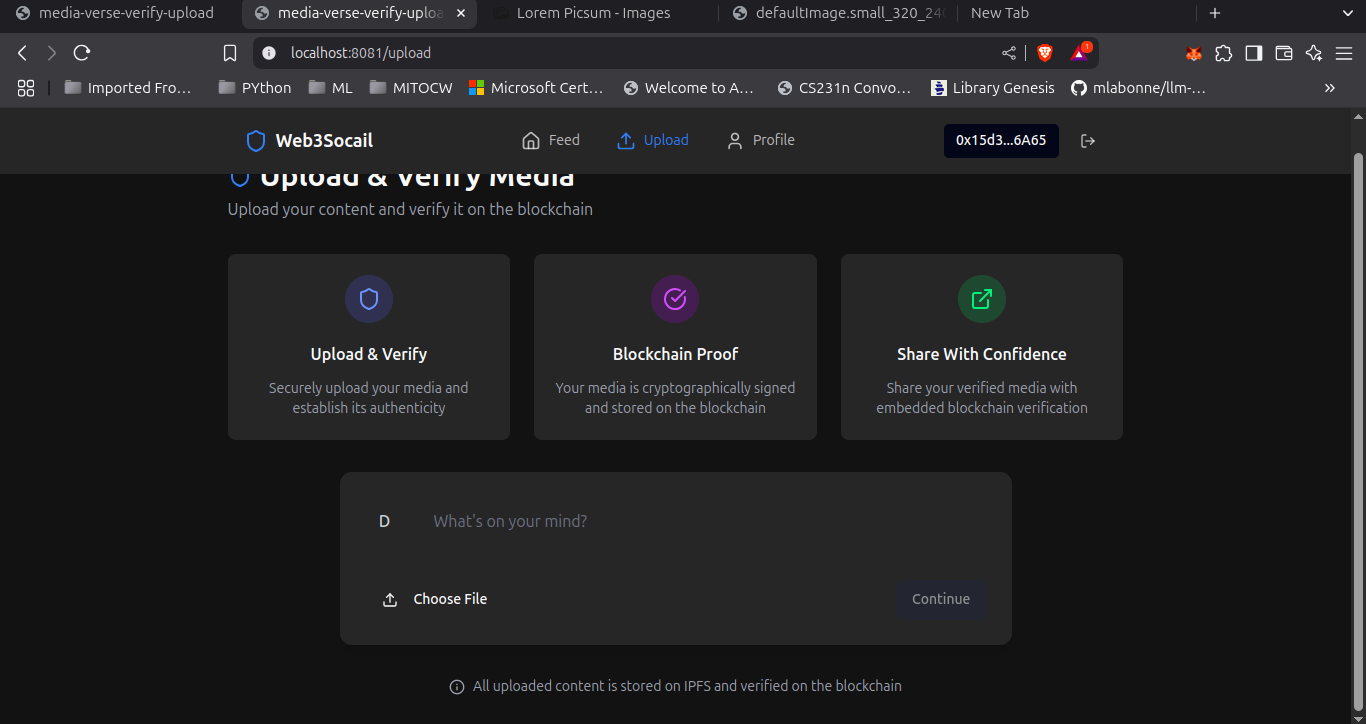 media-verse-verify-upload
media-verse-verify-uploa
Lorem Picsum - Images
defaultImage.small_320_24
New Tab
localhost:8081/upload
1
Imported Fro...
PYthon
ML
MITOCW
Microsoft Cert...
Welcome to A...
CS231n Convo...
Library Genesis
mlabonne/llm-...
Web3Socail
Feed
Upload
Profile
0x15d3...6A65
Upload & Verify Media
Upload your content and verify it on the blockchain
Upload & Verify
Securely upload your media and
establish its authenticity
Blockchain Proof
Your media is cryptographically signed
and stored on the blockchain
Share With Confidence
Share your verified media with
embedded blockchain verification
D
What's on your mind?
Choose File
Continue
All uploaded content is stored on IPFS and verified on the blockchain